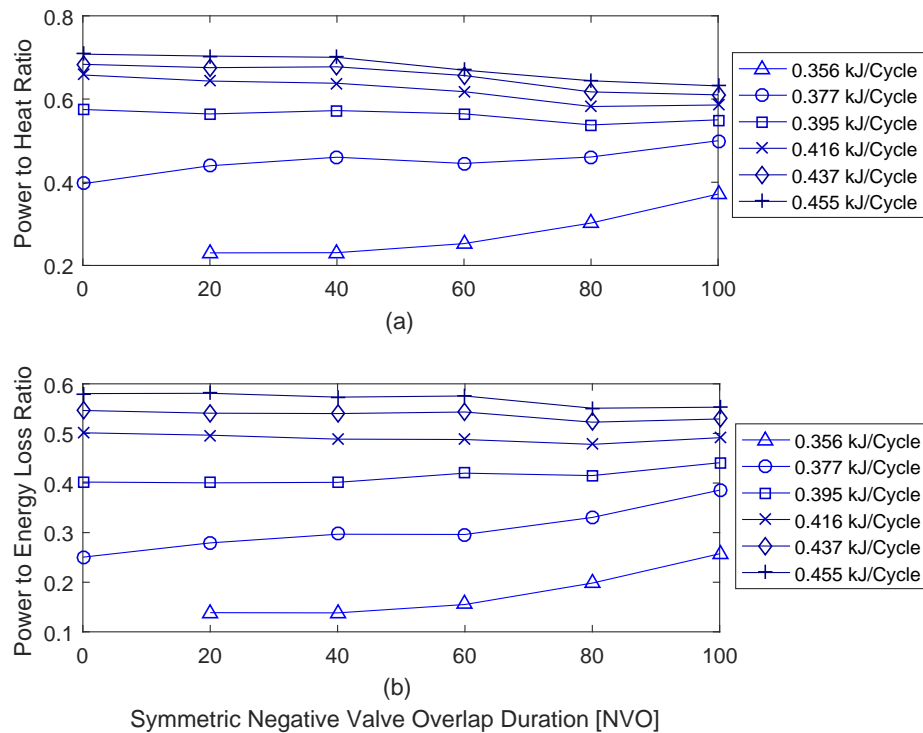 Power to Heat Ratio
0.8
0.6
0.4
0.2
0 20 40 60 80 100
(a)
0.356 kJ/Cycle
0.377 kJ/Cycle
0.395 kJ/Cycle
0.416 kJ/Cycle
0.437 kJ/Cycle
0.455 kJ/Cycle
Power to Energy Loss Ratio
0.6
0.5
0.4
0.3
0.2
0.1
0 20 40 60 80 100
(b)
Symmetric Negative Valve Overlap Duration [NVO]
0.356 kJ/Cycle
0.377 kJ/Cycle
0.395 kJ/Cycle
0.416 kJ/Cycle
0.437 kJ/Cycle
0.455 kJ/Cycle